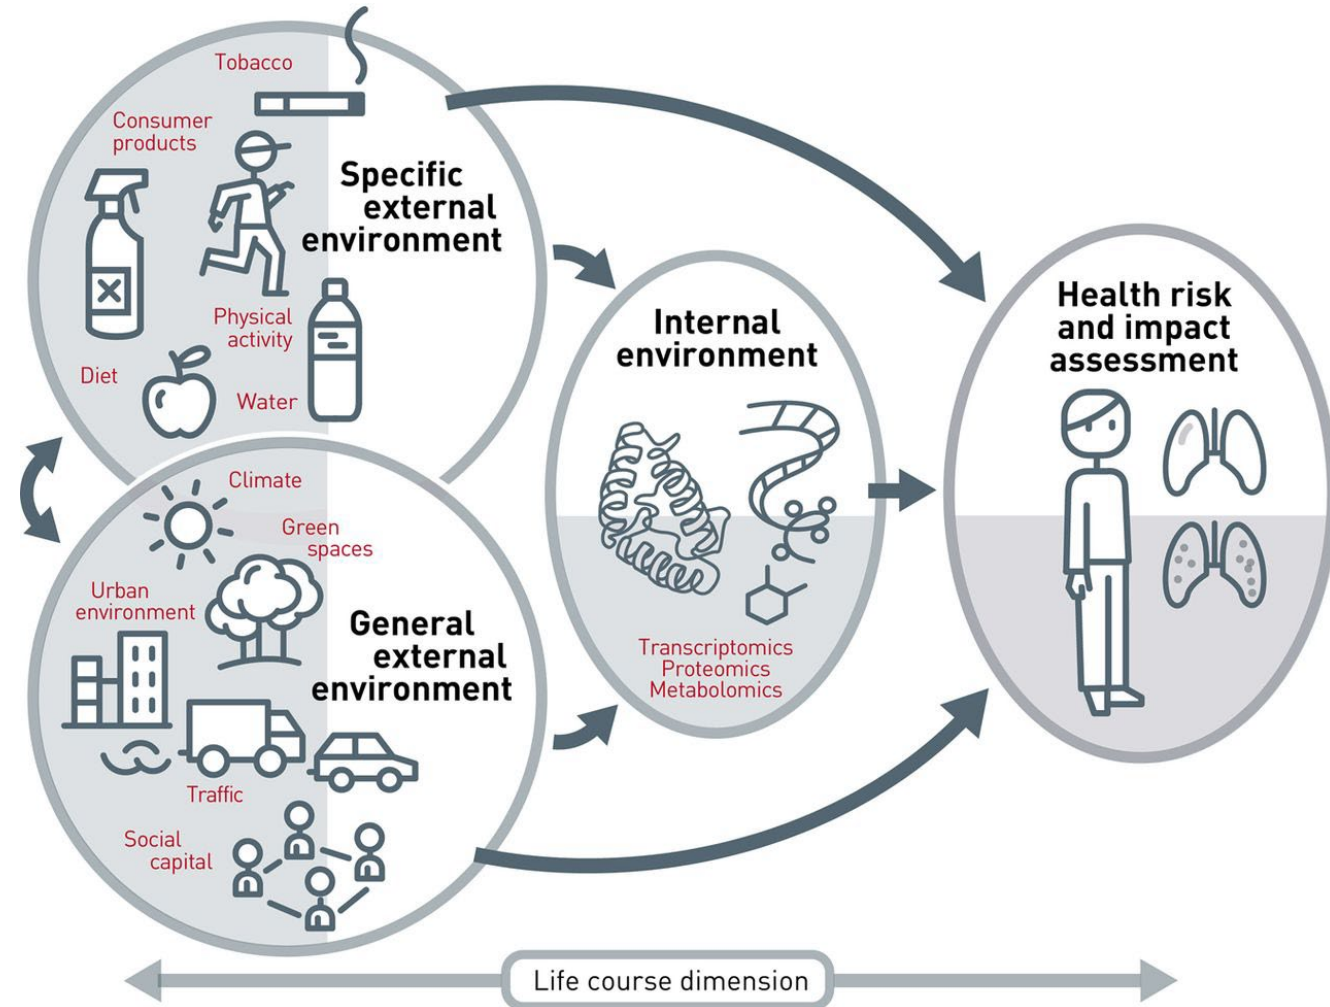 Tobacco
Consumer
products
Specific
external
environment
Physical
activity
Diet
Water
Climate
Green
spaces
Urban
environment
General
external
environment
Traffic
Social
capital
Internal
environment
Transcriptomics
Proteomics
Metabolomics
Health risk
and impact
assessment
Life course dimension